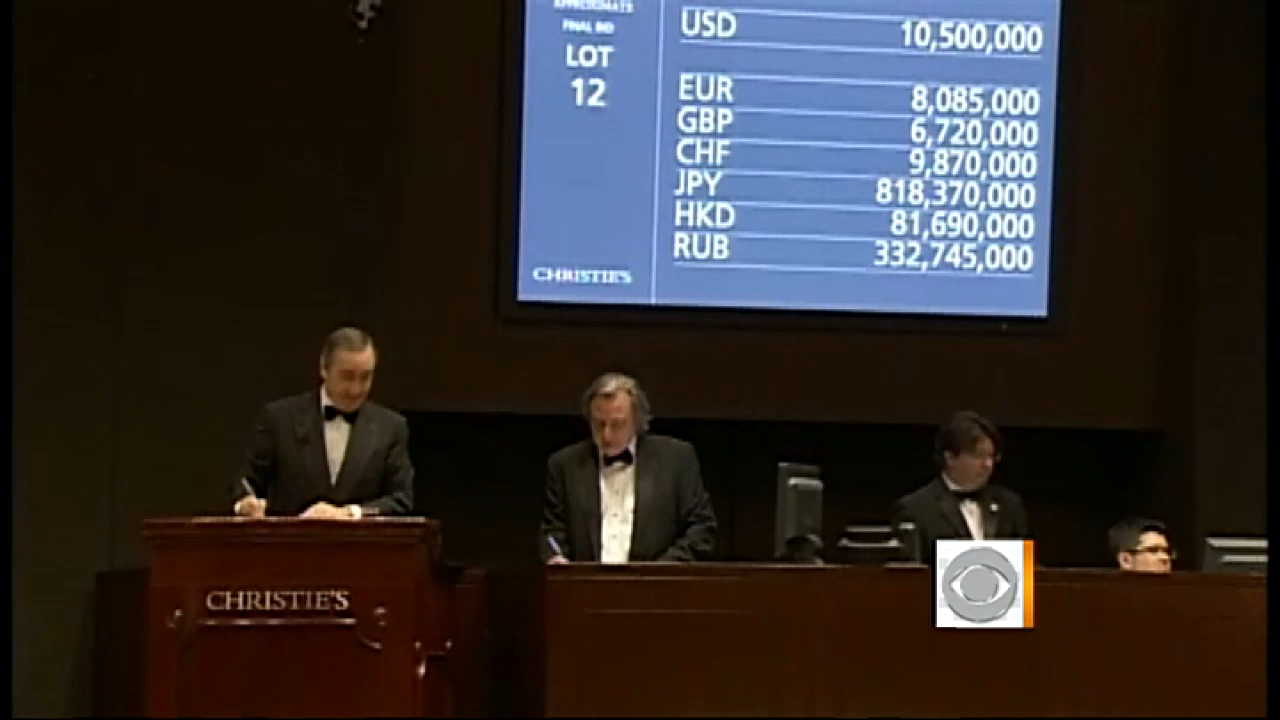 APPROXIMATE
FINAL BID
LOT
12
USD 10,500,000
EUR 8,085,000
GBP 6,720,000
CHF 9,870,000
JPY 818,370,000
HKD 81,690,000
RUB 332,745,000
CHRISTIE'S
CHRISTIE'S